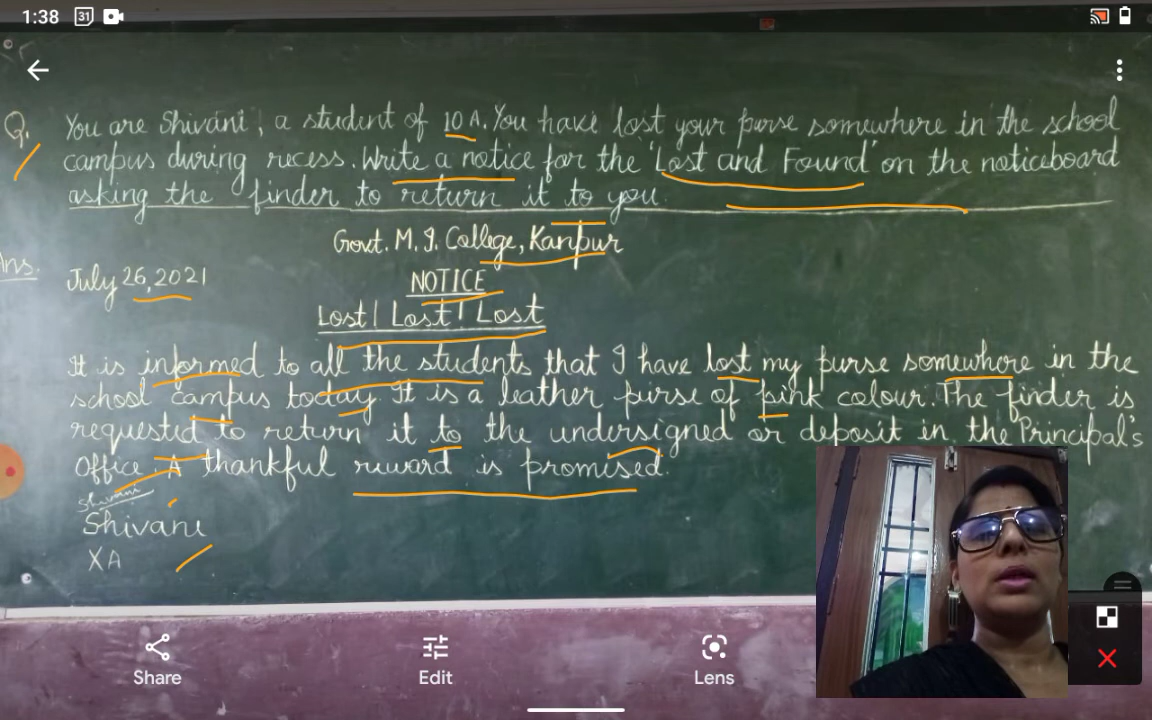 1:38 31
Q. You are Shivani, a student of 10 A. You have lost your purse somewhere in the school
campus during recess. Write a notice for the 'Lost and Found' on the noticeboard
asking the finder to return it to you.
Govt. M. I. College, Kanpur
Ans.
July 26, 2021
NOTICE
Lost| Lost| Lost
It is informed to all the students that I have lost my purse somewhere in the
school campus today. It is a leather purse of pink colour. The finder is
requested to return it to the undersigned or deposit in the Principal's
Office. A thankful reward is promised.
Shivani
Shivani
XA
Share Edit Lens